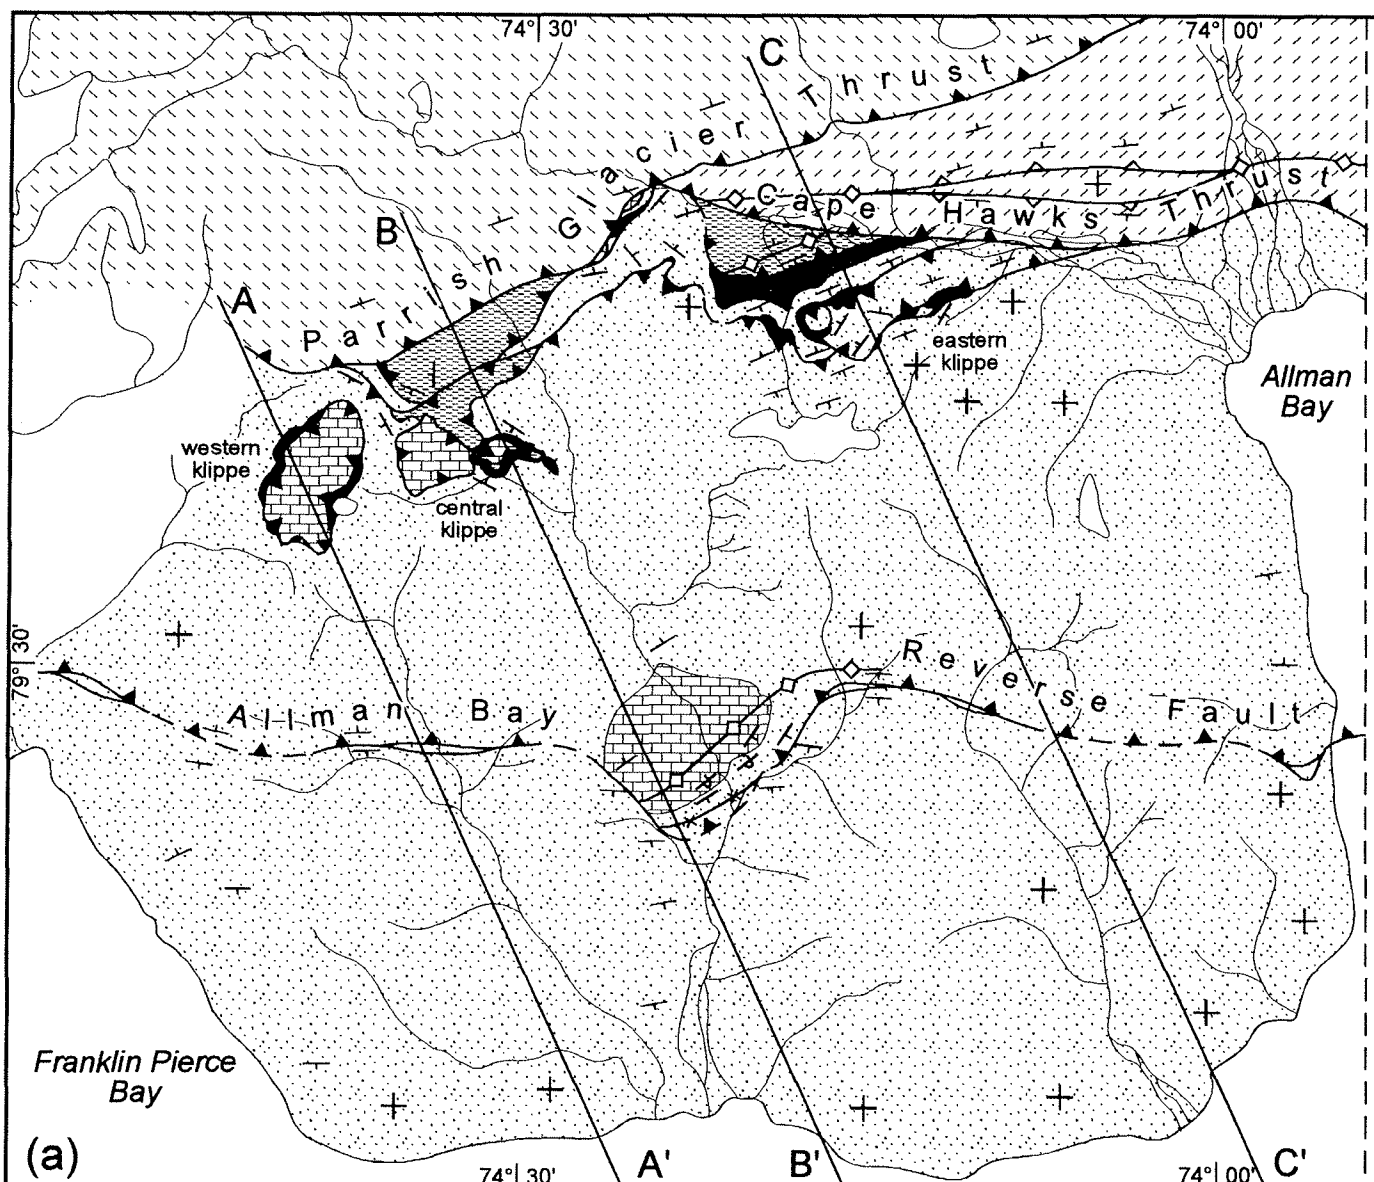 74° 30'
74° 00'
C
Parrish Glacier Thrust
Cape Hawks Thrust
B
A
eastern
klippe
Allman
Bay
western
klippe
central
klippe
79° 30'
Allman Bay Reverse Fault
Franklin Pierce
Bay
(a)
74° 30'
A'
B'
74° 00'
C'